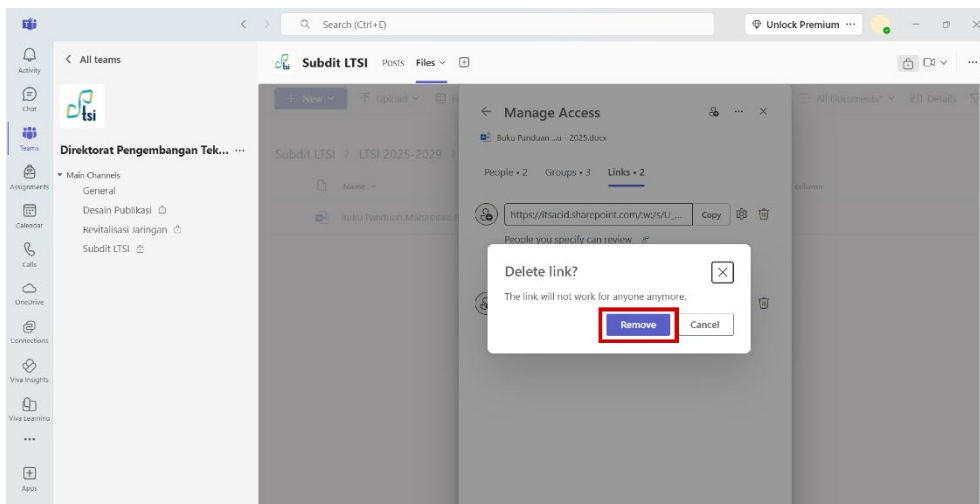 Search (Ctrl+E)
Unlock Premium ...
Activity
Chat
Teams
Assignments
Calendar
Calls
OneDrive
Connections
Viva Insights
Viva Learning
Apps
All teams
tsi
Direktorat Pengembangan Tek... ...
Main Channels
General
Desain Publikasi
Revitalisasi Jaringan
Subdit LTSI
Subdit LTSI Posts Files
+ New Upload
All Documents* Details
Subdit LTSI > LTSI 2025-2029 >
Name
Buku Panduan Mahasiswa
column
Manage Access
Buku Panduan ...u - 2025.docx
People • 2 Groups • 3 Links • 2
https://itsacid.sharepoint.com/:w:/s/U_... Copy
People you specify can review
Delete link?
The link will not work for anyone anymore.
Remove Cancel